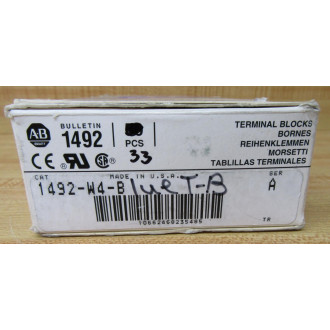 AB
BULLETIN
1492
PCS
33
TERMINAL BLOCKS
BORNES
REIHENKLEMMEN
MORSETTI
TABLILLAS TERMINALES
CAT
MADE IN U.S.A.
SER
1492-W4-B
A